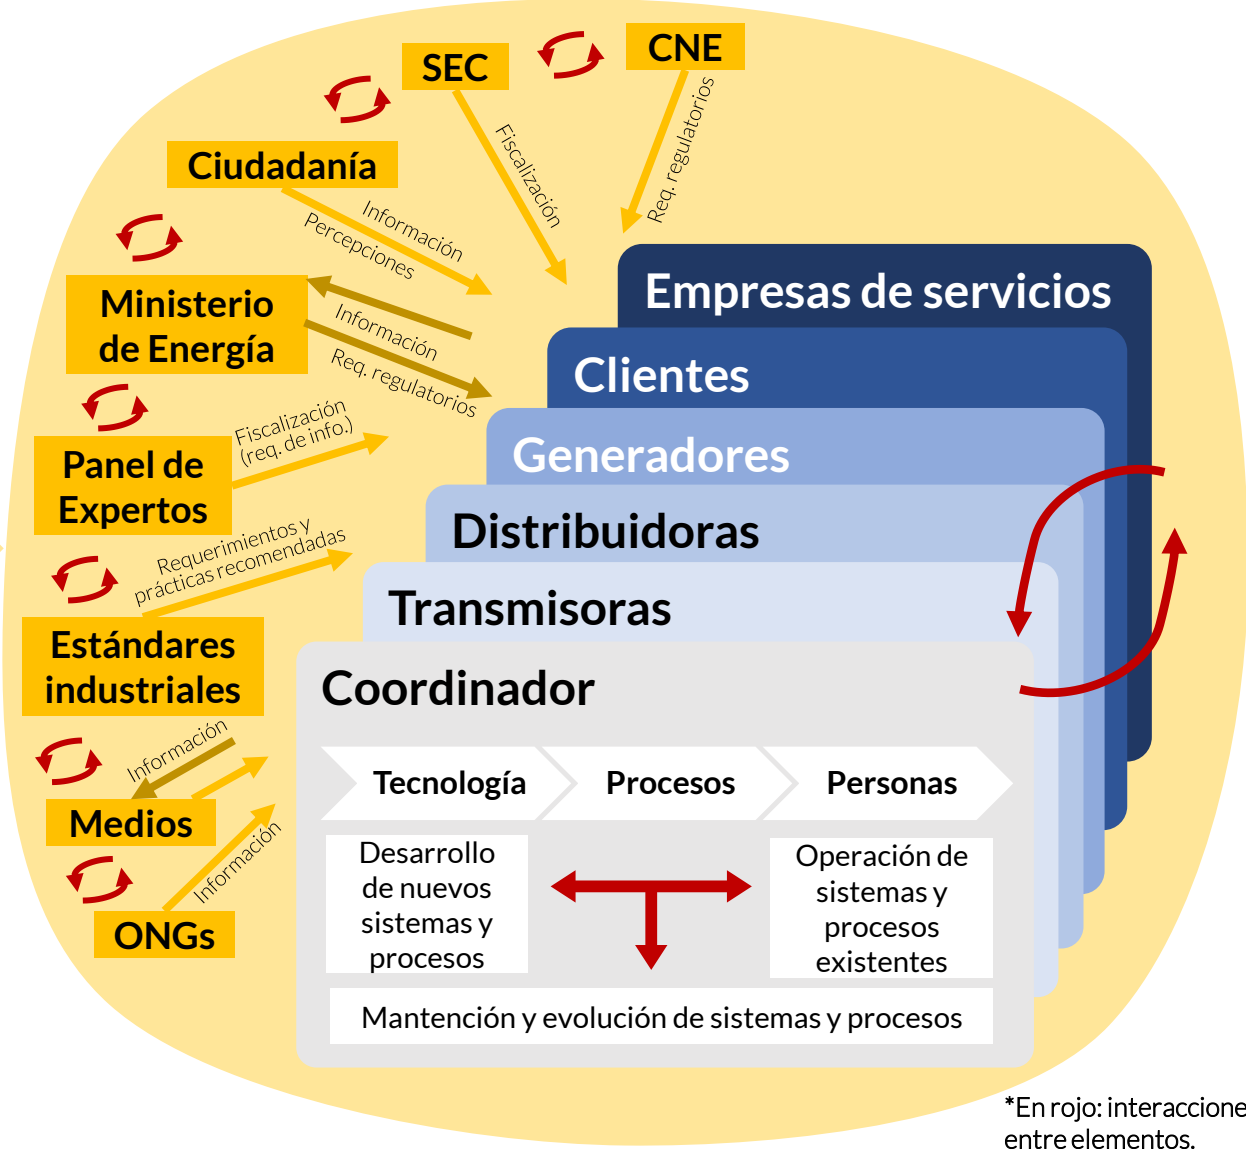 CNE
SEC
Req. regulatorios
Fiscalización
Ciudadanía
Información
Percepciones
Ministerio
de Energía
Información
Req. regulatorios
Empresas de servicios
Clientes
Generadores
Distribuidoras
Transmisoras
Coordinador
Fiscalización
(req. de info.)
Panel de
Expertos
Requerimientos y
prácticas recomendadas
Estándares
industriales
Información
Medios
Información
ONGs
Tecnología
Procesos
Personas
Desarrollo
de nuevos
sistemas y
procesos
Operación de
sistemas y
procesos
existentes
Mantención y evolución de sistemas y procesos
*En rojo: interaccione
entre elementos.